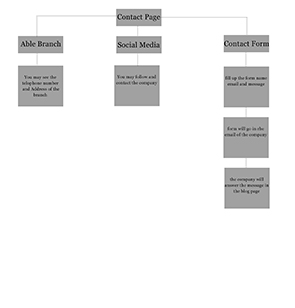 Contact Page
Able Branch
Social Media
Contact Form
You may see the
telephone number
and Address of the
branch
You may follow and
contact the company
fill up the form name
email and message
form will go in the
email of the company
the company will
answer the message in
the blog page